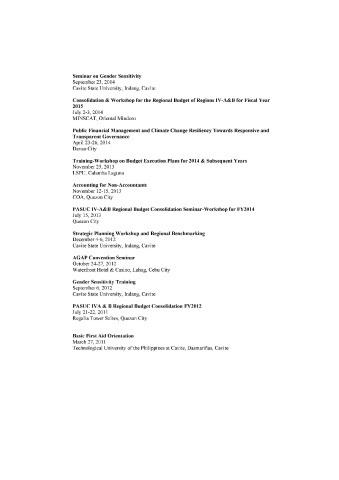 Seminar on Gender Sensitivity
September 23, 2014
Cavite State University, Indang, Cavite
Consolidation & Workshop for the Regional Budget of Regions IV-A&B for Fiscal Year
2015
July 2-3, 2014
MINSCAT, Oriental Mindoro
Public Financial Management and Climate Change Resiliency Towards Responsive and
Transparent Governance
April 23-26, 2014
Davao City
Training-Workshop on Budget Execution Plans for 2014 & Subsequent Years
November 25, 2013
LSPU, Calamba Laguna
Accounting for Non-Accountants
November 12-15, 2013
COA, Quezon City
PASUC IV-A&B Regional Budget Consolidation Seminar-Workshop for FY2014
July 15, 2013
Quezon City
Strategic Planning Workshop and Regional Benchmarking
December 4-6, 2012
Cavite State University, Indang, Cavite
AGAP Convention Seminar
October 24-27, 2012
Waterfront Hotel & Casino, Lahug, Cebu City
Gender Sensitivity Training
September 6, 2012
Cavite State University, Indang, Cavite
PASUC IVA & B Regional Budget Consolidation FY2012
July 21-22, 2011
Regalia Tower Suites, Quezon City
Basic First Aid Orientation
March 27, 2011
Technological University of the Philippines at Cavite, Dasmariñas, Cavite